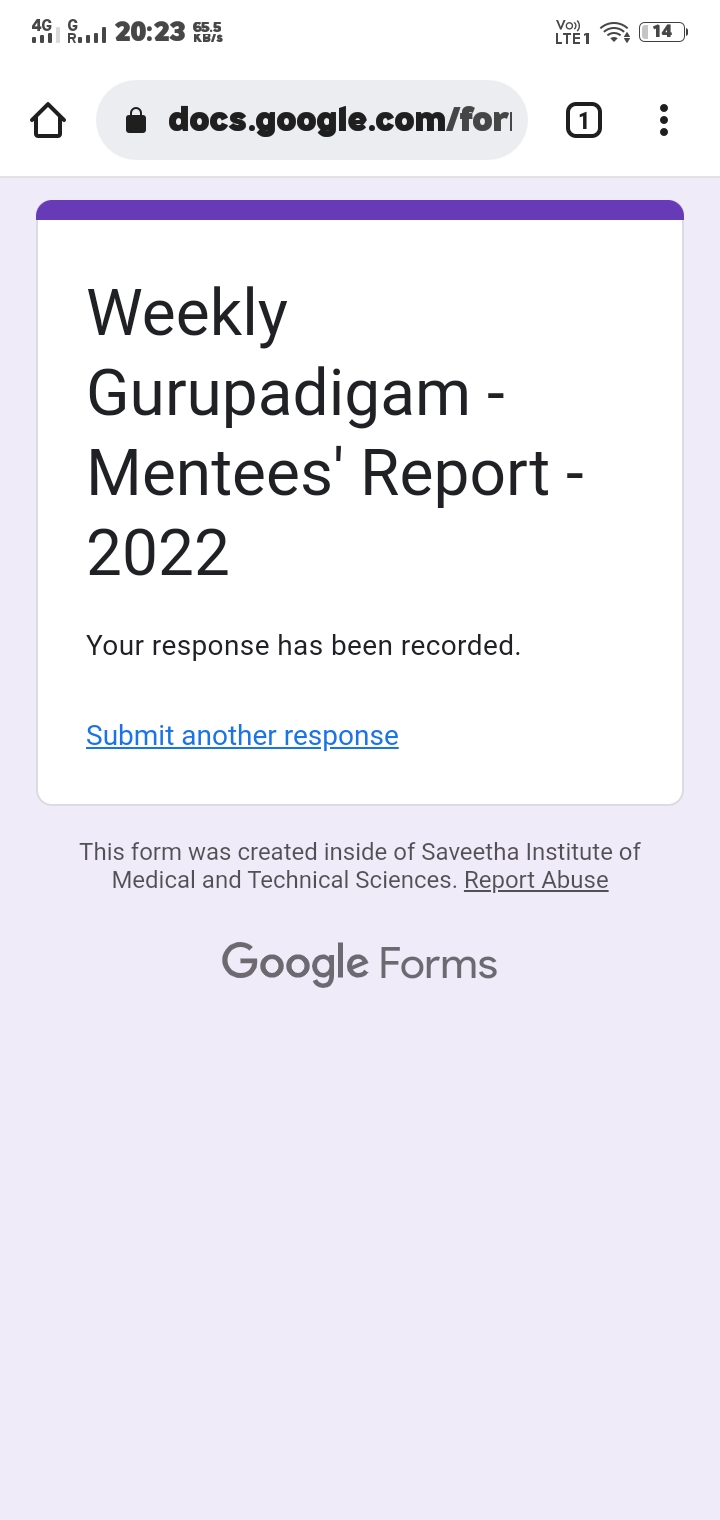 4G G R 20:23 65.5 KB/s Vo)) LTE1 14
docs.google.com/for 1
Weekly
Gurupadigam -
Mentees' Report -
2022
Your response has been recorded.
Submit another response
This form was created inside of Saveetha Institute of
Medical and Technical Sciences. Report Abuse
Google Forms